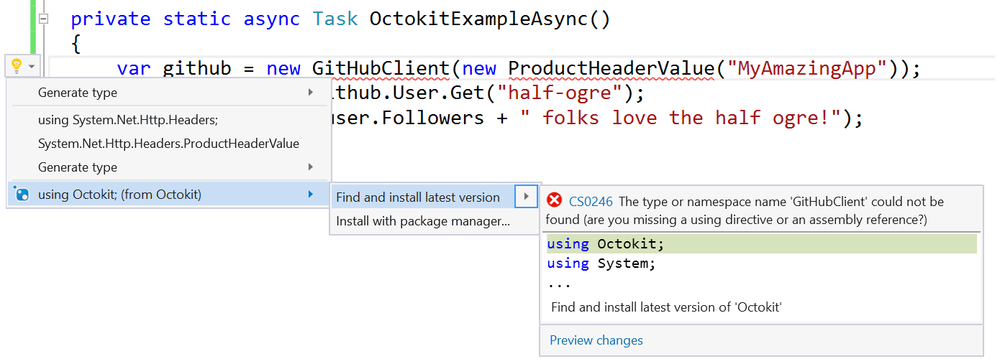 private static async Task OctokitExampleAsync()
{
var github = new GitHubClient(new ProductHeaderValue("MyAmazingApp"));
thub.User.Get("half-ogre");
ser.Followers + " folks love the half ogre!");
Generate type
using System.Net.Http.Headers;
System.Net.Http.Headers.ProductHeaderValue
Generate type
using Octokit; (from Octokit)
Find and install latest version
Install with package manager...
CS0246 The type or namespace name 'GitHubClient' could not be
found (are you missing a using directive or an assembly reference?)
using Octokit;
using System;
...
Find and install latest version of 'Octokit'
Preview changes